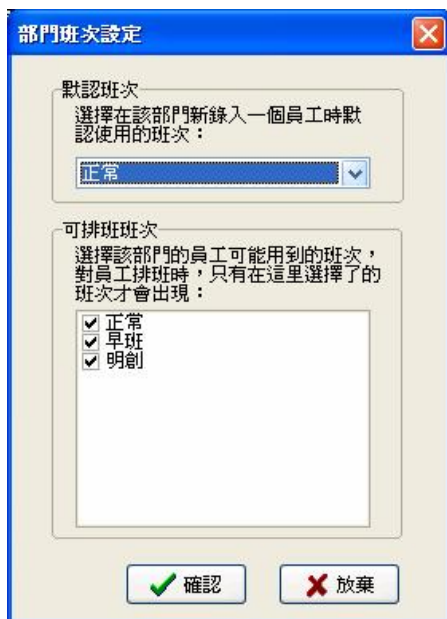 部門班次設定
默認班次
選擇在該部門新錄入一個員工時默
認使用的班次：
正常
可排班班次
選擇該部門的員工可能用到的班次，
對員工排班時，只有在這里選擇了的
班次才會出現：
正常
早班
明創
確認
放棄